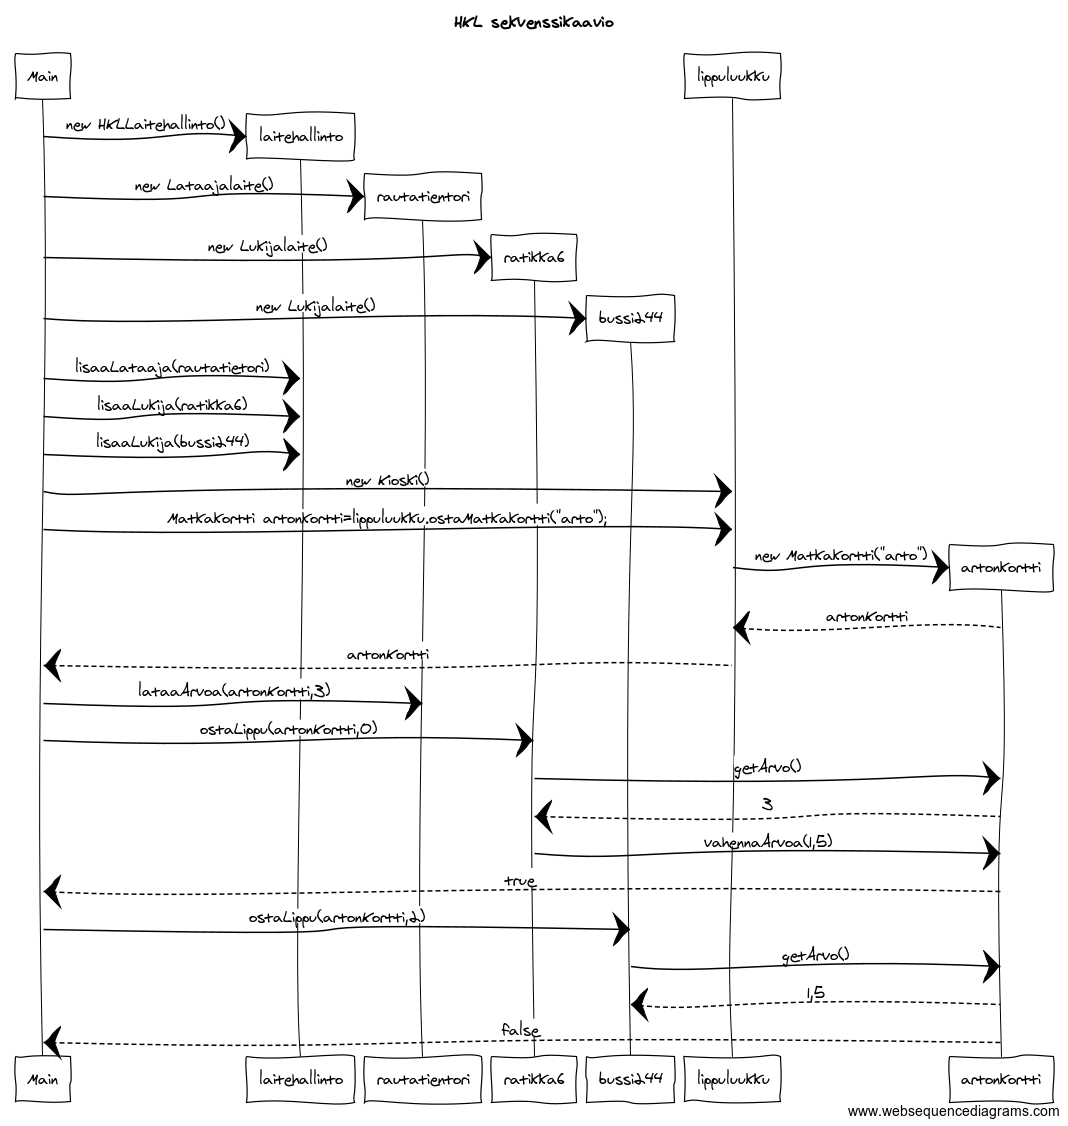 HKL sekvenssikaavio
Main
lippuluukku
new HKLLaitehallinto()
laitehallinto
new Lataajalaite()
rautatientori
new Lukijalaite()
ratikka6
new Lukijalaite()
bussi244
lisaaLataaja(rautatietori)
lisaaLukija(ratikka6)
lisaaLukija(bussi244)
new Kioski()
Matkakortti artonkortti=lippuluukku.ostaMatkakortti("arto");
new Matkakortti("arto")
artonkortti
artonkortti
artonkortti
lataaArvoa(artonkortti,3)
ostaLippu(artonkortti,0)
getArvo()
3
vahennaArvoa(1,5)
true
ostaLippu(artonkortti,2)
getArvo()
1,5
false
Main
laitehallinto
rautatientori
ratikka6
bussi244
lippuluukku
artonkortti
www.websequencediagrams.com